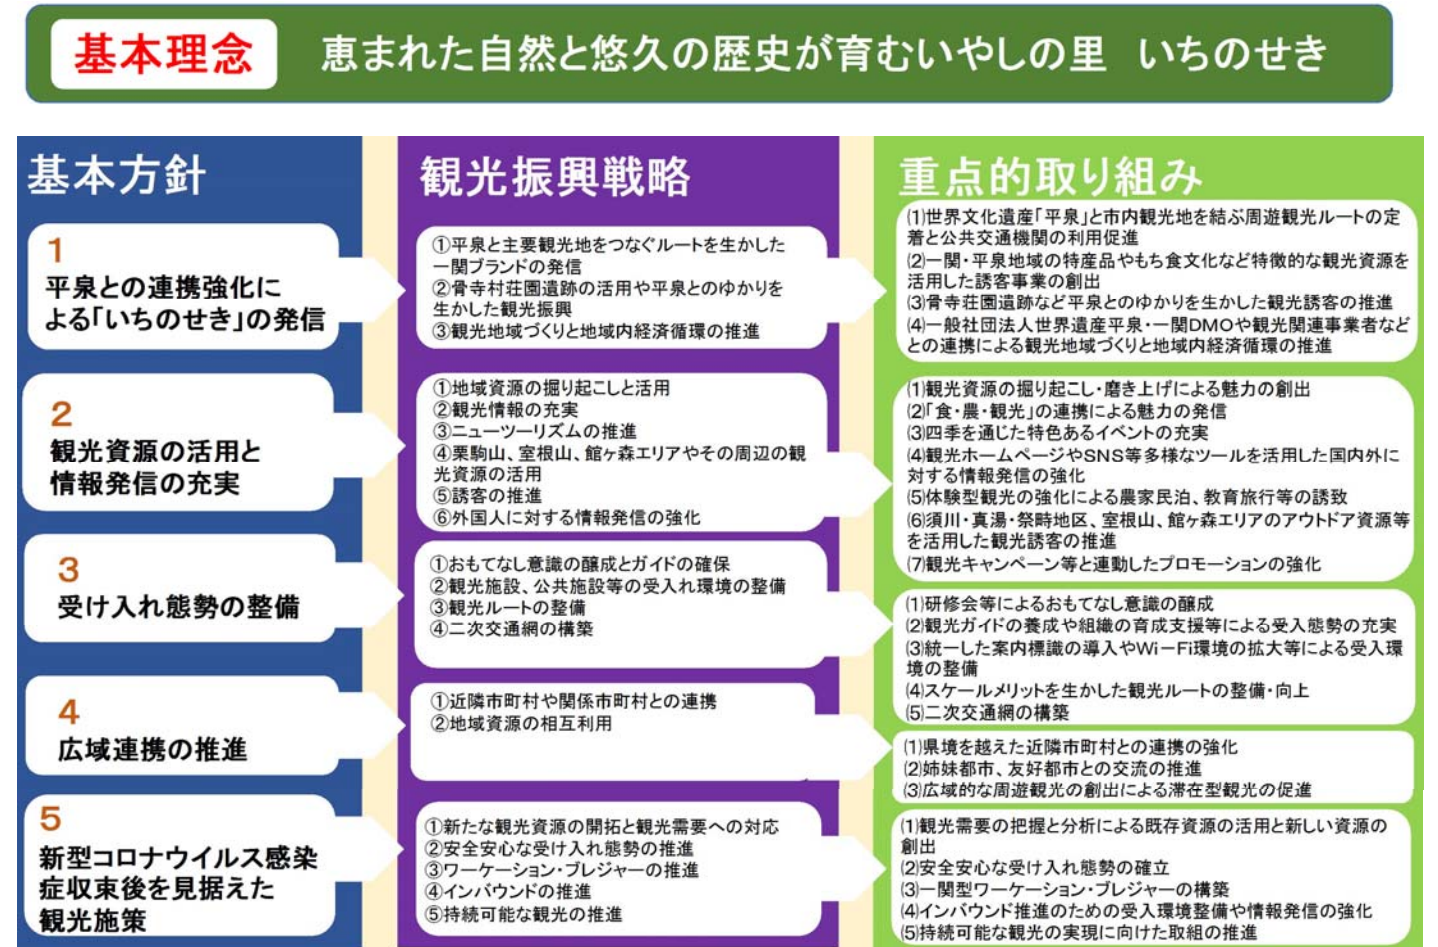 基本理念 恵まれた自然と悠久の歴史が育むいやしの里 いちのせき
基本方針
1
平泉との連携強化に
よる「いちのせき」の発信
2
観光資源の活用と
情報発信の充実
3
受け入れ態勢の整備
4
広域連携の推進
5
新型コロナウイルス感染
症収束後を見据えた
観光施策
観光振興戦略
①平泉と主要観光地をつなぐルートを生かした
一関ブランドの発信
②骨寺村荘園遺跡の活用や平泉とのゆかりを
生かした観光振興
③観光地域づくりと地域内経済循環の推進
①地域資源の掘り起こしと活用
②観光情報の充実
③ニューツーリズムの推進
④栗駒山、室根山、館ヶ森エリアやその周辺の観
光資源の活用
⑤誘客の推進
⑥外国人に対する情報発信の強化
①おもてなし意識の醸成とガイドの確保
②観光施設、公共施設等の受入れ環境の整備
③観光ルートの整備
④二次交通網の構築
①近隣市町村や関係市町村との連携
②地域資源の相互利用
①新たな観光資源の開拓と観光需要への対応
②安全安心な受け入れ態勢の推進
③ワーケーション・ブレジャーの推進
④インバウンドの推進
⑤持続可能な観光の推進
重点的取り組み
⑴世界文化遺産「平泉」と市内観光地を結ぶ周遊観光ルートの定
着と公共交通機関の利用促進
⑵一関・平泉地域の特産品やもち食文化など特徴的な観光資源を
活用した誘客事業の創出
⑶骨寺荘園遺跡など平泉とのゆかりを生かした観光誘客の推進
⑷一般社団法人世界遺産平泉・一関DMOや観光関連事業者など
との連携による観光地域づくりと地域内経済循環の推進
⑴観光資源の掘り起こし・磨き上げによる魅力の創出
⑵「食・農・観光」の連携による魅力の発信
⑶四季を通じた特色あるイベントの充実
⑷観光ホームページやSNS等多様なツールを活用した国内外に
対する情報発信の強化
⑸体験型観光の強化による農家民泊、教育旅行等の誘致
⑹須川・真湯・祭畤地区、室根山、館ヶ森エリアのアウトドア資源等
を活用した観光誘客の推進
⑺観光キャンペーン等と連動したプロモーションの強化
⑴研修会等によるおもてなし意識の醸成
⑵観光ガイドの養成や組織の育成支援等による受入態勢の充実
⑶統一した案内標識の導入やWi－Fi環境の拡大等による受入環
境の整備
⑷スケールメリットを生かした観光ルートの整備・向上
⑸二次交通網の構築
⑴県境を越えた近隣市町村との連携の強化
⑵姉妹都市、友好都市との交流の推進
⑶広域的な周遊観光の創出による滞在型観光の促進
⑴観光需要の把握と分析による既存資源の活用と新しい資源の
創出
⑵安全安心な受け入れ態勢の確立
⑶一関型ワーケーション・ブレジャーの構築
⑷インバウンド推進のための受入環境整備や情報発信の強化
⑸持続可能な観光の実現に向けた取組の推進